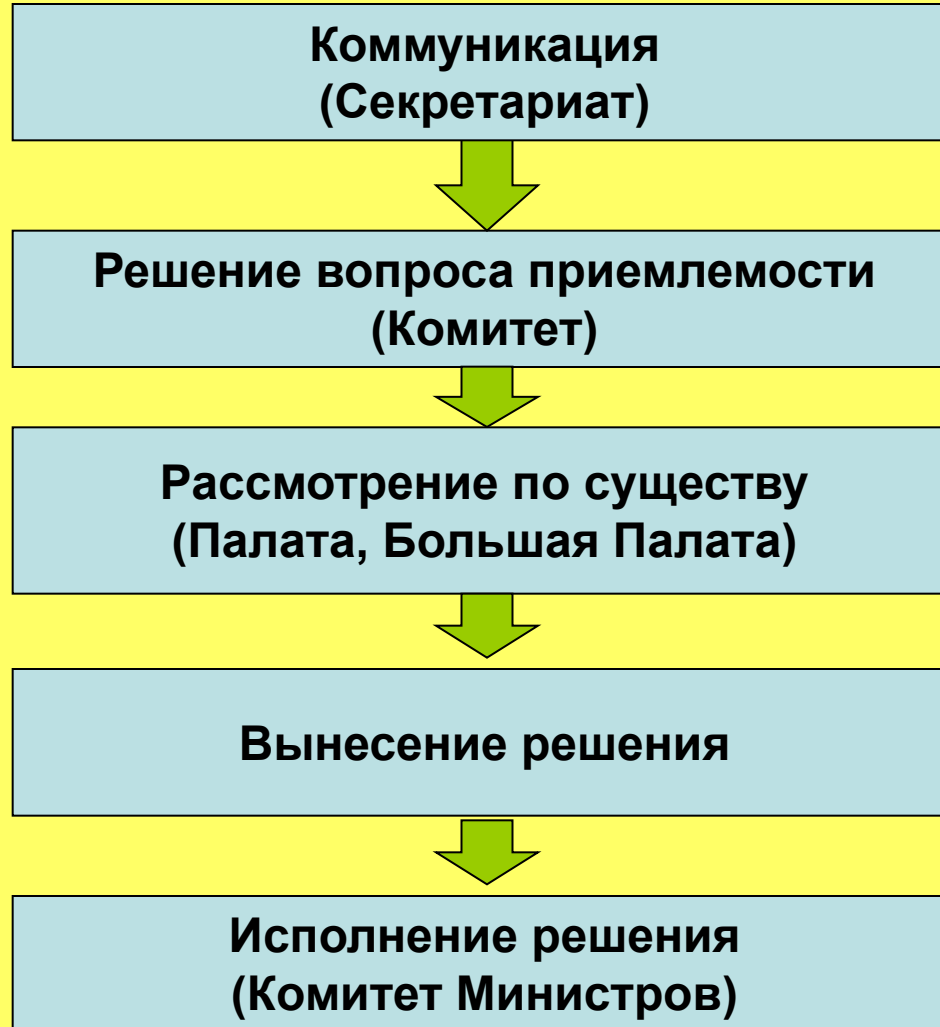 Коммуникация
(Секретариат)
Решение вопроса приемлемости
(Комитет)
Рассмотрение по существу
(Палата, Большая Палата)
Вынесение решения
Исполнение решения
(Комитет Министров)